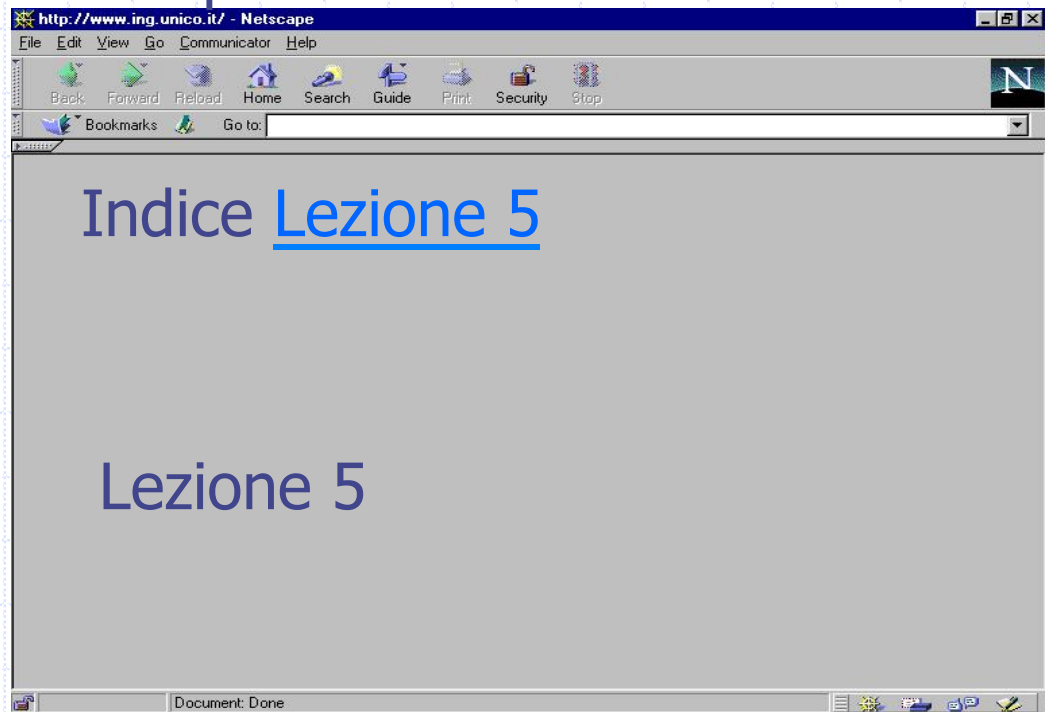 http://www.ing.unico.it/ - Netscape
File Edit View Go Communicator Help
Back Forward Reload Home Search Guide Print Security Stop
N
Bookmarks Go to:
Indice Lezione 5
Lezione 5
Document: Done